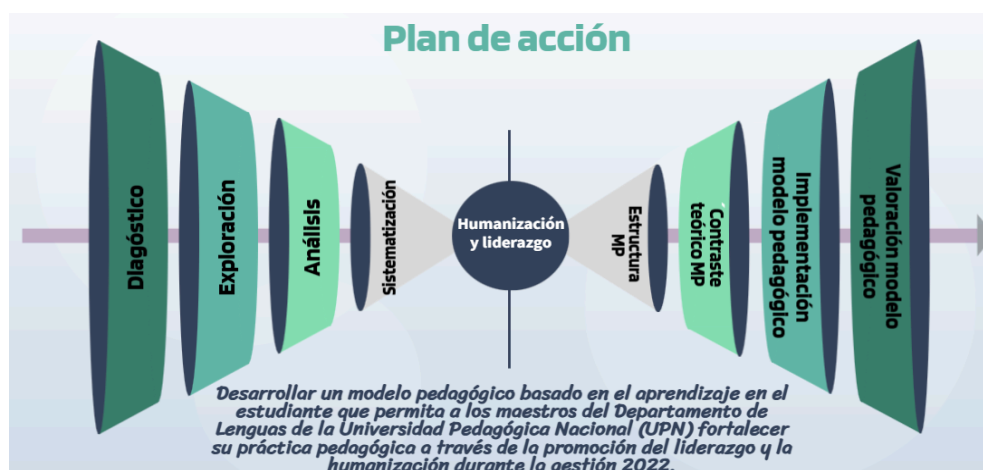 Plan de acción
DIagóstico
Exploración
Análisis
Sistematización
Humanización
y liderazgo
Estructura
MP
Contraste
teórico MP
Implementación
modelo pedagógico
Valoración modelo
pedagógico
Desarrollar un modelo pedagógico basado en el aprendizaje en el
estudiante que permita a los maestros del Departamento de
Lenguas de la Universidad Pedagógica Nacional (UPN) fortalecer
su práctica pedagógica a través de la promoción del liderazgo y la
humanización durante la gestión 2022.